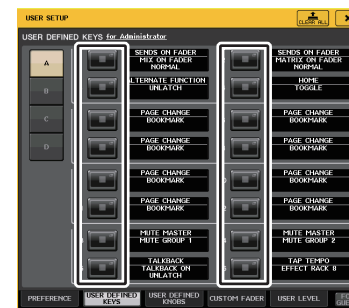 USER SETUP
CLEAR ALL
USER DEFINED KEYS for Administrator
A
SENDS ON FADER
MIX ON FADER
NORMAL
SENDS ON FADER
MATRIX ON FADER
NORMAL
ALTERNATE FUNCTION
UNLATCH
HOME
TOGGLE
B
PAGE CHANGE
BOOKMARK
PAGE CHANGE
BOOKMARK
C
D
PAGE CHANGE
BOOKMARK
PAGE CHANGE
BOOKMARK
PAGE CHANGE
BOOKMARK
PAGE CHANGE
BOOKMARK
PAGE CHANGE
BOOKMARK
PAGE CHANGE
BOOKMARK
MUTE MASTER
MUTE GROUP 1
MUTE MASTER
MUTE GROUP 2
TALKBACK
TALKBACK ON
UNLATCH
TAP TEMPO
EFFECT RACK 8
PREFERENCE
USER DEFINED
KEYS
USER DEFINED
KNOBS
CUSTOM FADER
USER LEVEL